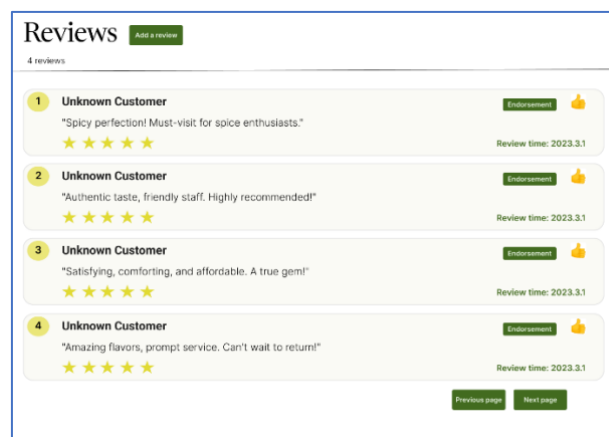 Reviews Add a review
4 reviews
1 Unknown Customer Endorsement
"Spicy perfection! Must-visit for spice enthusiasts."
Review time: 2023.3.1
2 Unknown Customer Endorsement
"Authentic taste, friendly staff. Highly recommended!"
Review time: 2023.3.1
3 Unknown Customer Endorsement
"Satisfying, comforting, and affordable. A true gem!"
Review time: 2023.3.1
4 Unknown Customer Endorsement
"Amazing flavors, prompt service. Can't wait to return!"
Review time: 2023.3.1
Previous page Next page